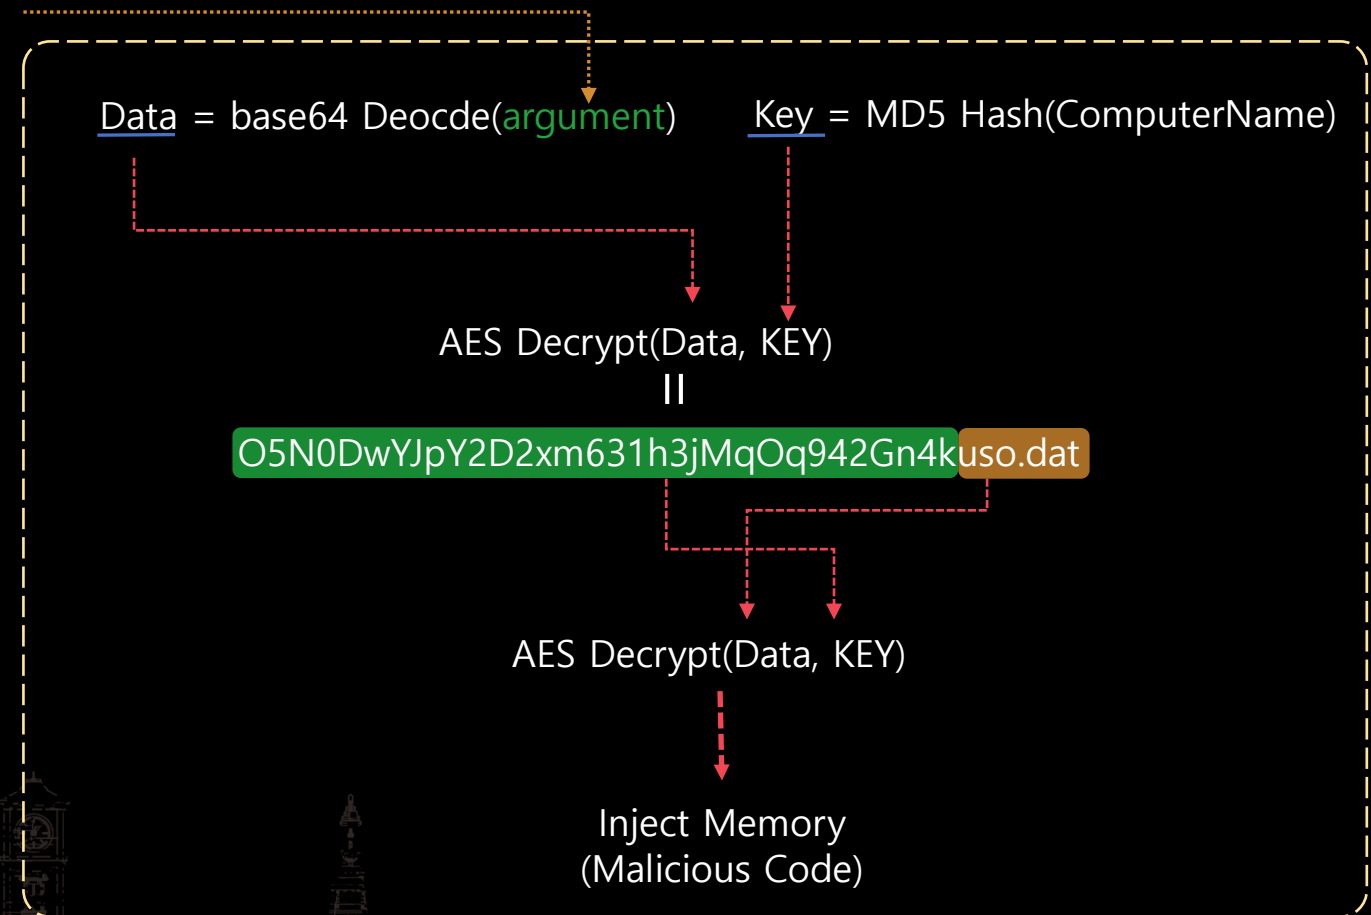 Data = base64 Deocde(argument)
Key = MD5 Hash(ComputerName)
AES Decrypt(Data, KEY)
=
O5N0DwYJpY2D2xm631h3jMqOq942Gn4kuso.dat
AES Decrypt(Data, KEY)
Inject Memory
(Malicious Code)